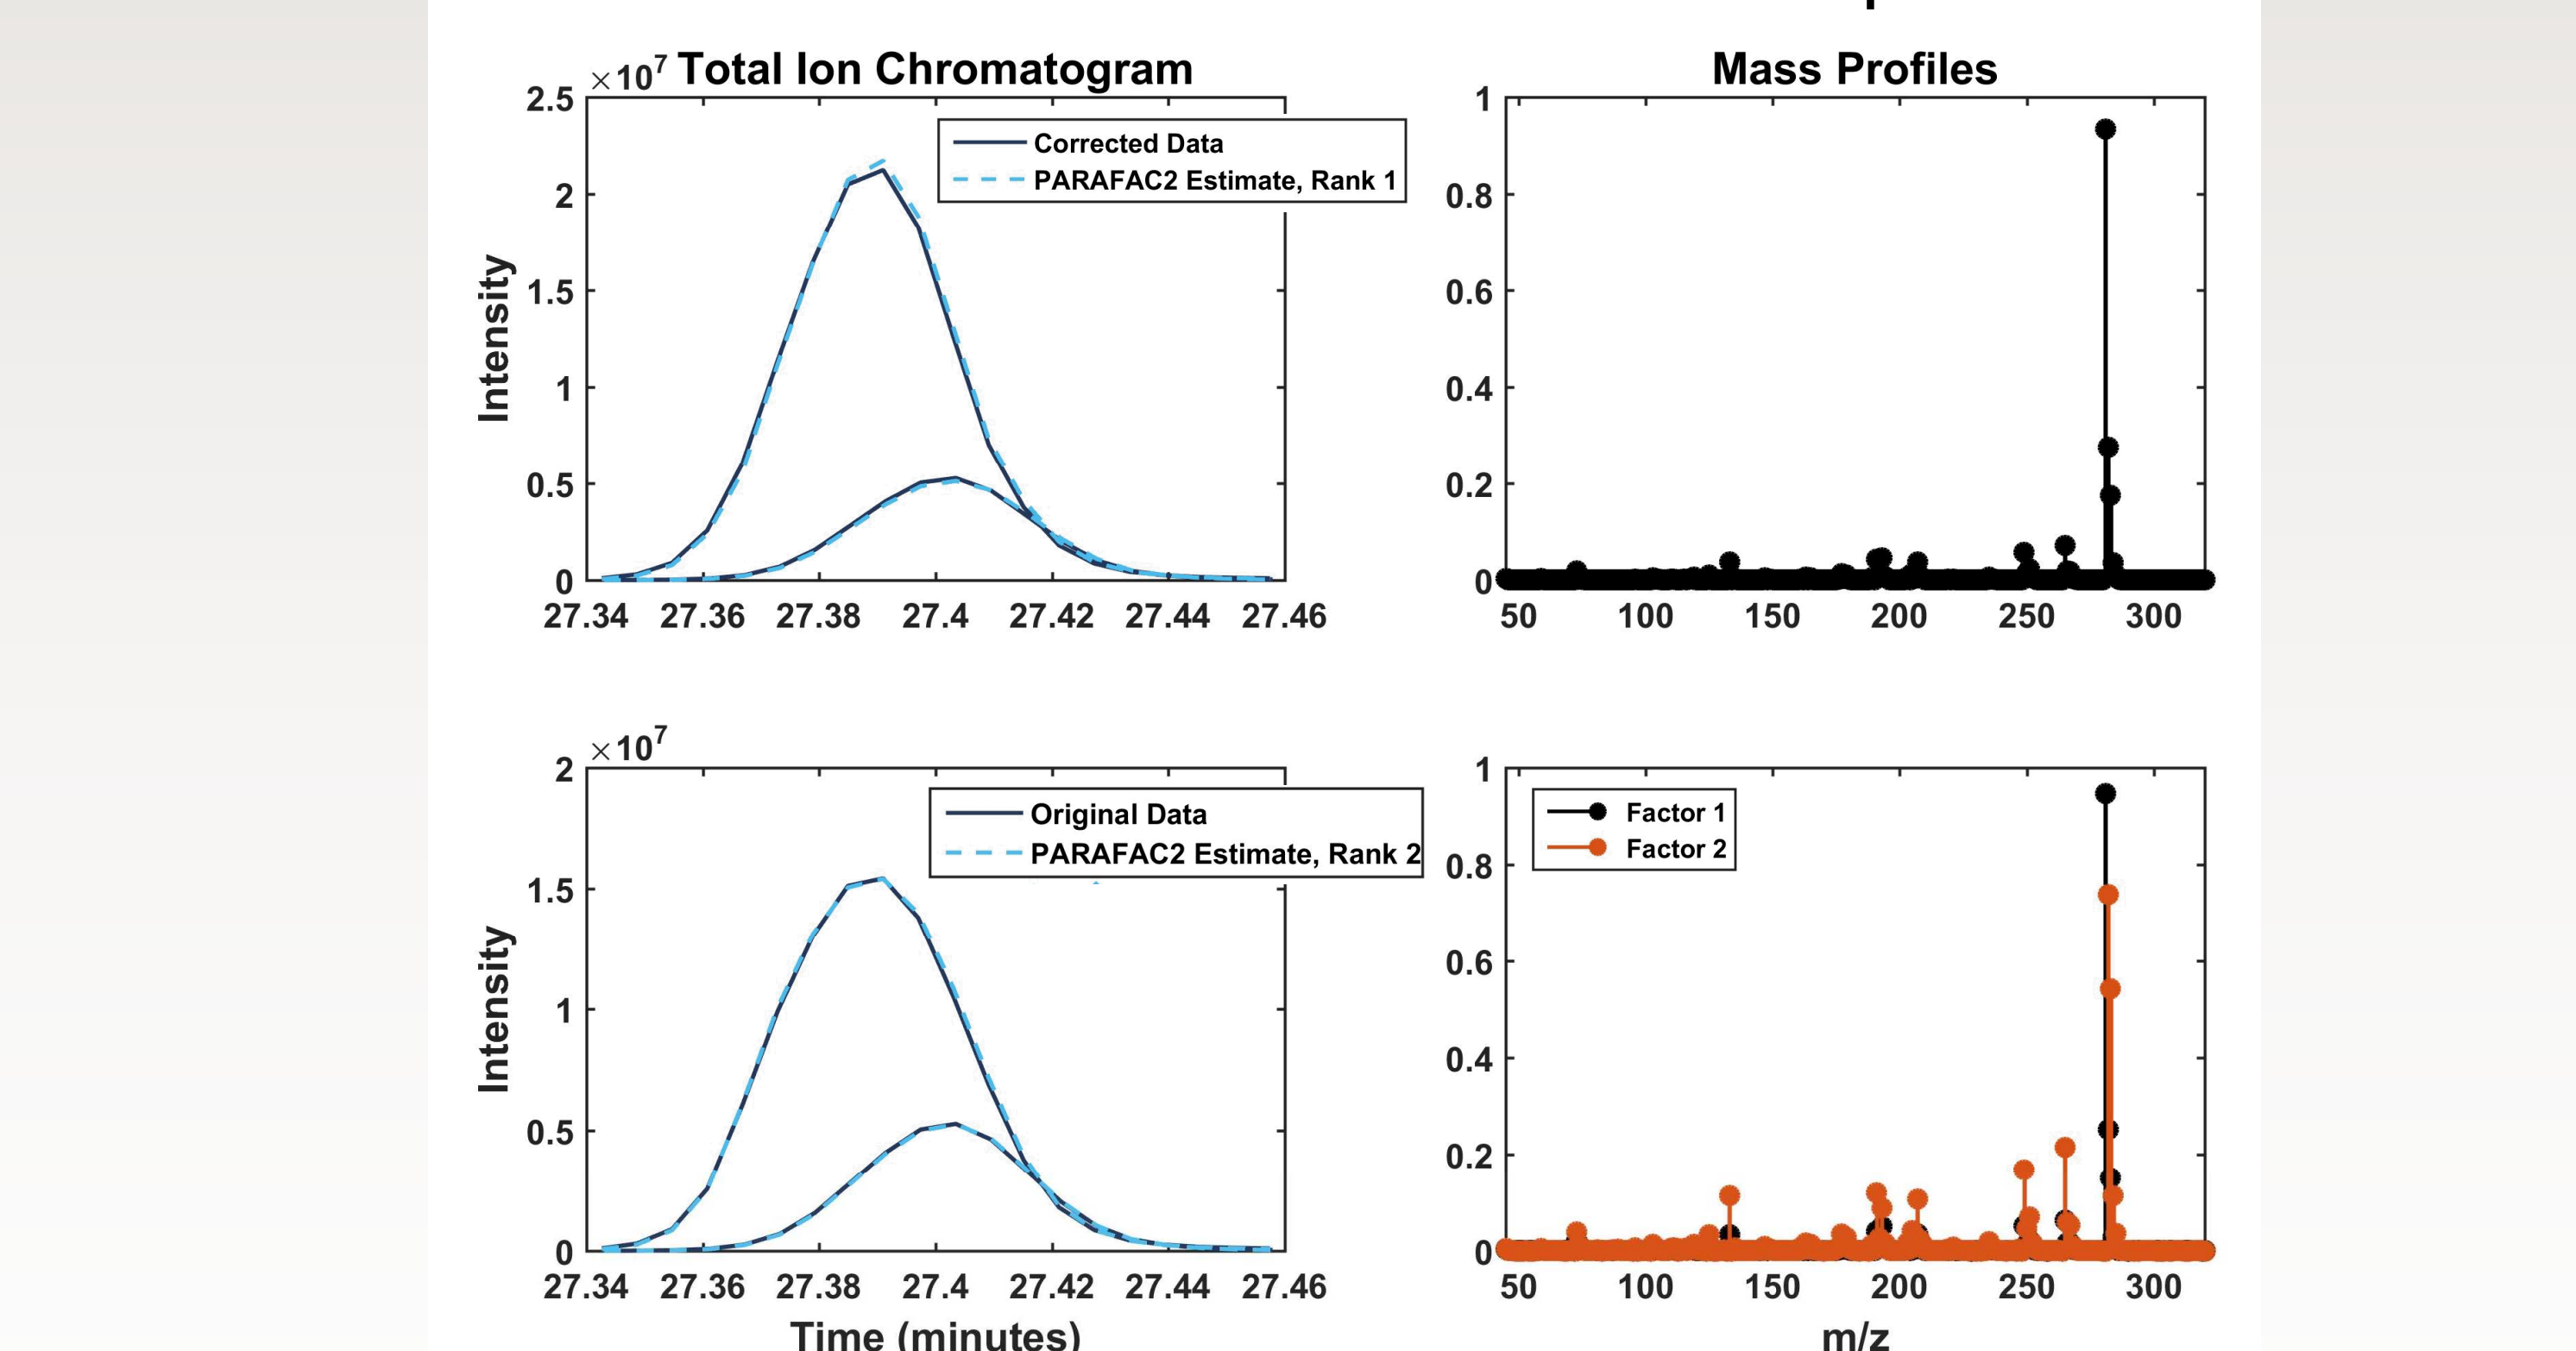 Total Ion Chromatogram
×10⁷
2.5
2
1.5
1
0.5
0
Intensity
Corrected Data
PARAFAC2 Estimate, Rank 1
27.34 27.36 27.38 27.4 27.42 27.44 27.46
Mass Profiles
1
0.8
0.6
0.4
0.2
0
50 100 150 200 250 300
×10⁷
2
1.5
1
0.5
0
Intensity
Original Data
PARAFAC2 Estimate, Rank 2
27.34 27.36 27.38 27.4 27.42 27.44 27.46
Time (minutes)
1
0.8
0.6
0.4
0.2
0
Factor 1
Factor 2
50 100 150 200 250 300
m/z